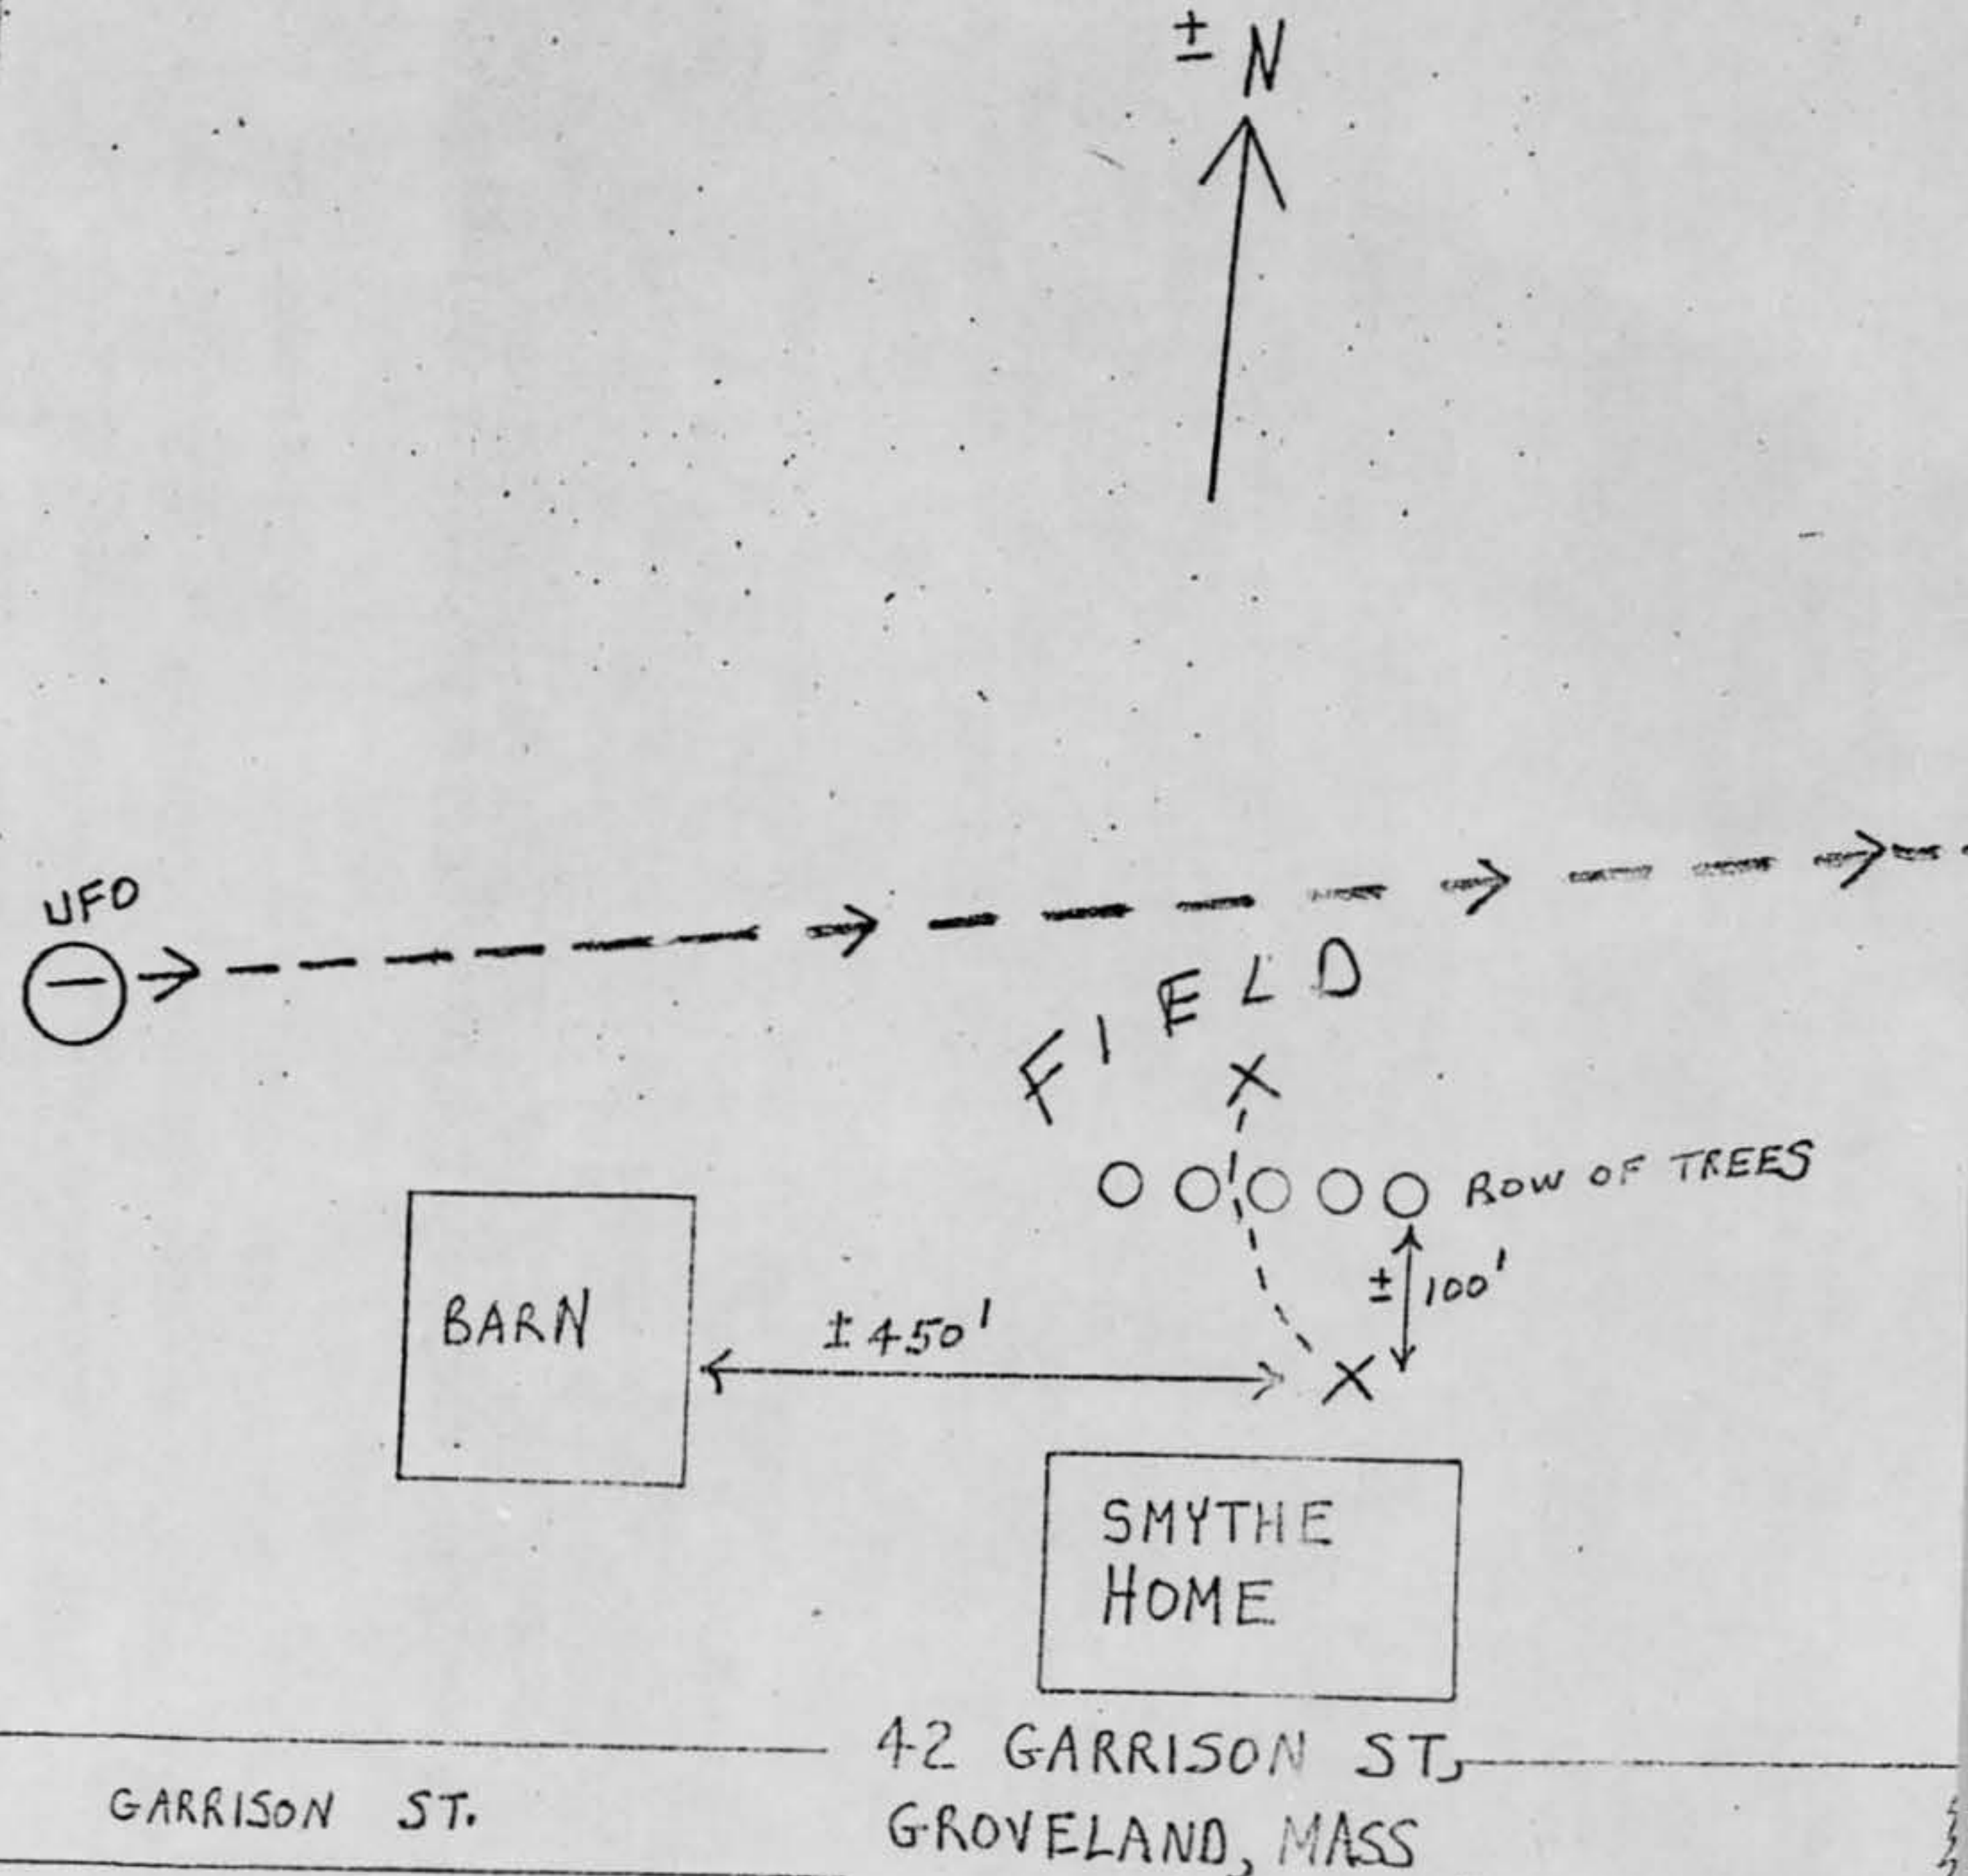 ± N
UFO
FIELD
ROW OF TREES
± 100'
BARN
± 450'
SMYTHE
HOME
42 GARRISON ST,
GARRISON ST.
GROVELAND, MASS